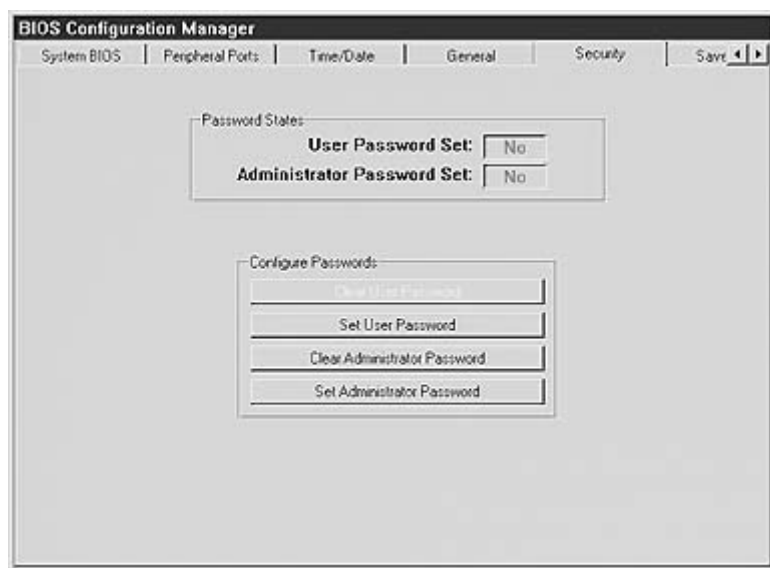 BIOS Configuration Manager
System BIOS Peripheral Ports Time/Date General Security Save
Password States
User Password Set: No
Administrator Password Set: No
Configure Passwords
Clear User Password
Set User Password
Clear Administrator Password
Set Administrator Password